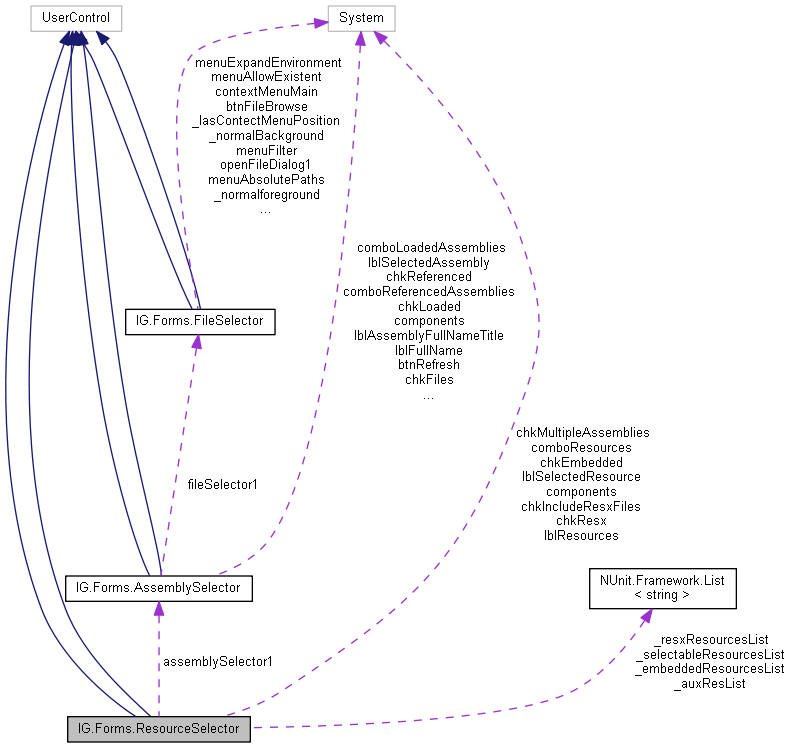 UserControl
System
menuExpandEnvironment
menuAllowExistent
contextMenuMain
btnFileBrowse
_lasContectMenuPosition
_normalBackground
menuFilter
openFileDialog1
menuAbsolutePaths
_normalforeground
...
comboLoadedAssemblies
lblSelectedAssembly
chkReferenced
comboReferencedAssemblies
chkLoaded
components
lblAssemblyFullNameTitle
lblFullName
btnRefresh
chkFiles
...
IG.Forms.FileSelector
chkMultipleAssemblies
comboResources
chkEmbedded
lblSelectedResource
components
chkIncludeResxFiles
chkResx
lblResources
fileSelector1
IG.Forms.AssemblySelector
NUnit.Framework.List
< string >
assemblySelector1
_resxResourcesList
_selectableResourcesList
_embeddedResourcesList
_auxResList
IG.Forms.ResourceSelector